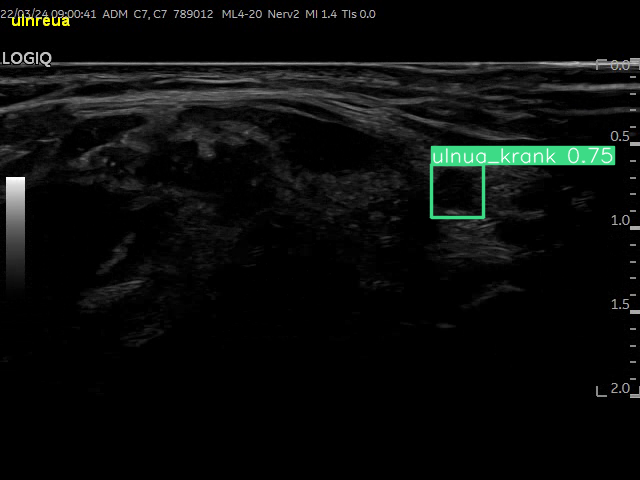 22/03/24 09:00:41 ADM C7, C7 789012 ML4-20 Nerv2 MI 1.4 TIs 0.0
uinreua
LOGIQ
0.0
0.5
ulnua_krank 0.75
1.0
1.5
2.0